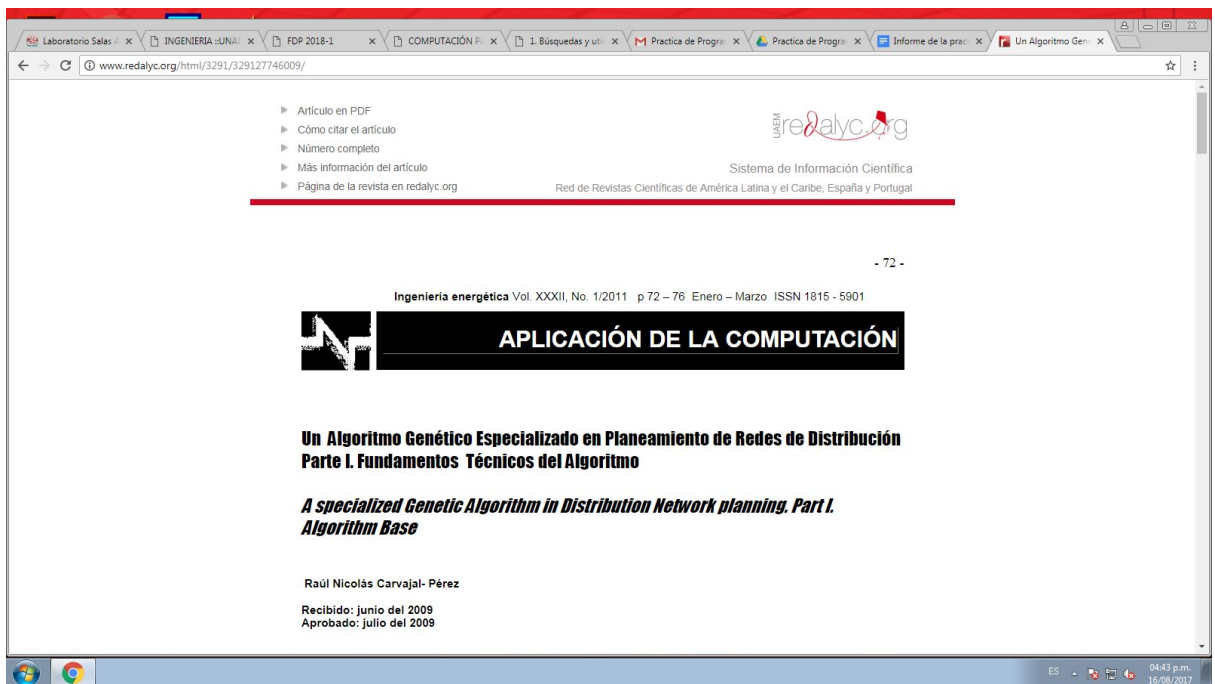 Laboratorio Salas
INGENIERIA ::UNA
FDP 2018-1
COMPUTACIÓN
1. Búsquedas y uti
Practica de Progra
Practica de Progra
Informe de la prac
Un Algoritmo Gen
www.redalyc.org/html/3291/329127746009/
Artículo en PDF
Cómo citar el artículo
Número completo
Más información del artículo
Página de la revista en redalyc.org
UAEM
redalyc.org
Sistema de Información Científica
Red de Revistas Científicas de América Latina y el Caribe, España y Portugal
- 72 -
Ingeniería energética Vol. XXXII, No. 1/2011 p 72 – 76 Enero – Marzo ISSN 1815 - 5901
APLICACIÓN DE LA COMPUTACIÓN
Un Algoritmo Genético Especializado en Planeamiento de Redes de Distribución
Parte I. Fundamentos Técnicos del Algoritmo
A specialized Genetic Algorithm in Distribution Network planning. Part I.
Algorithm Base
Raúl Nicolás Carvajal- Pérez
Recibido: junio del 2009
Aprobado: julio del 2009
ES
04:43 p.m.
16/08/2017